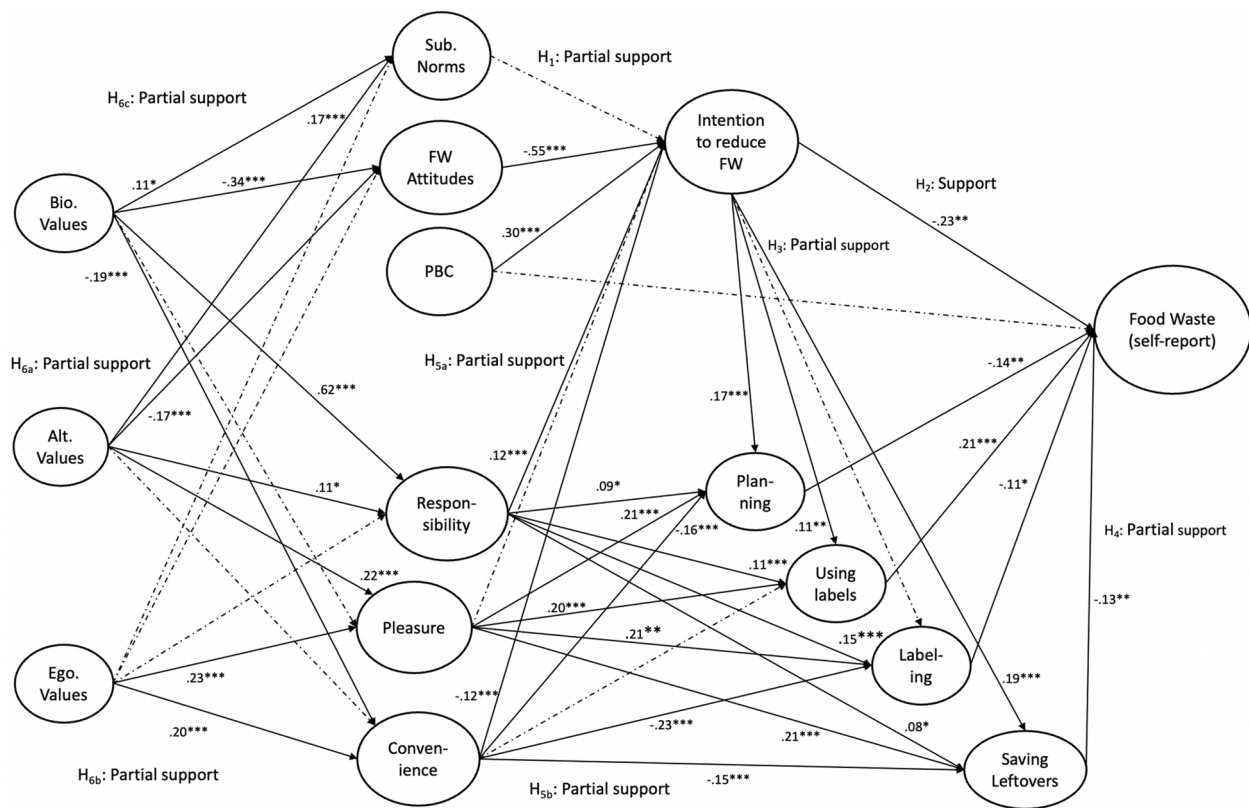 Sub.
Norms
H1: Partial support
H6c: Partial support
.17***
Intention
to reduce
FW
FW
Attitudes
-.55***
.11*
-.34***
Bio.
Values
H2: Support
-.23**
.30***
H3: Partial support
PBC
-.19***
Food Waste
(self-report)
H6a: Partial support
H5a: Partial support
-.14**
.62***
.17***
-.17***
Alt.
Values
.21***
.12***
Plan-
ning
.09*
.11*
Respon-
sibility
.21***
-.11*
-.16***
.11**
H4: Partial support
.11***
Using
labels
.22***
.20***
-.13**
Pleasure
.21**
.15***
Label-
ing
Ego.
Values
.23***
.19***
-.12***
-.23***
.08*
.20***
.21***
Conven-
ience
Saving
Leftovers
H6b: Partial support
H5b: Partial support
-.15***